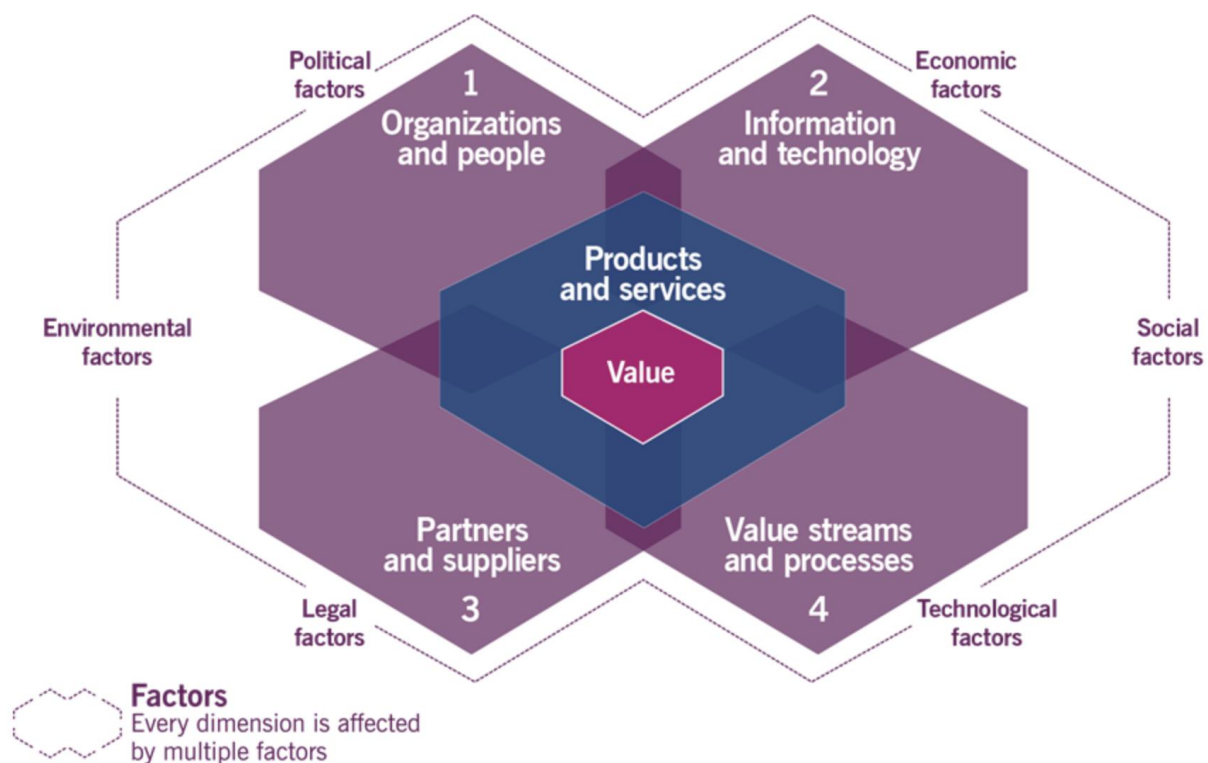 Political
factors
Economic
factors
1
Organizations
and people
2
Information
and technology
Products
and services
Environmental
factors
Value
Social
factors
Partners
and suppliers
3
Value streams
and processes
4
Legal
factors
Technological
factors
Factors
Every dimension is affected
by multiple factors